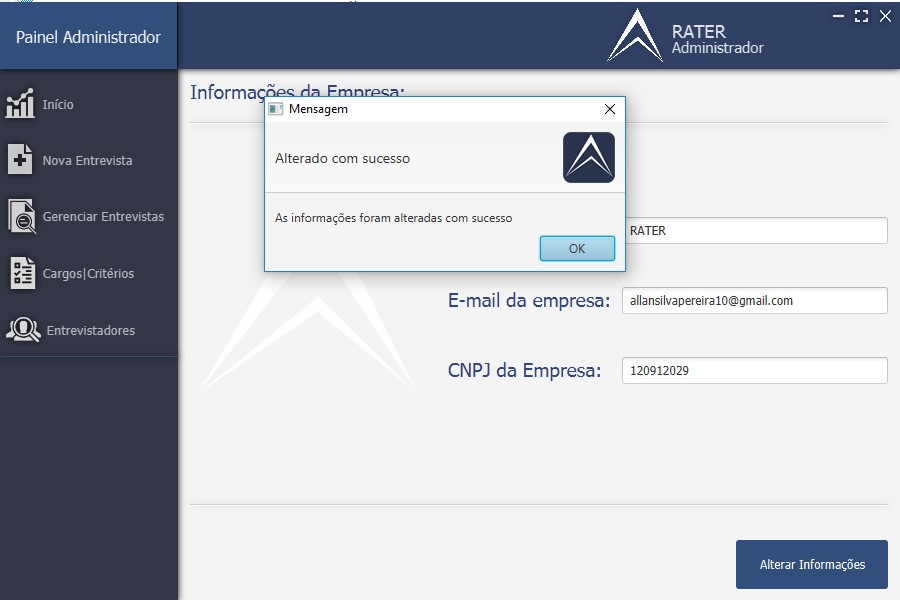 Painel Administrador
RATER
Administrador
Início
Nova Entrevista
Gerenciar Entrevistas
Cargos|Critérios
Entrevistadores
Informações da Empresa:
Mensagem
Alterado com sucesso
As informações foram alteradas com sucesso
OK
RATER
E-mail da empresa:
allansilvapereira10@gmail.com
CNPJ da Empresa:
120912029
Alterar Informações